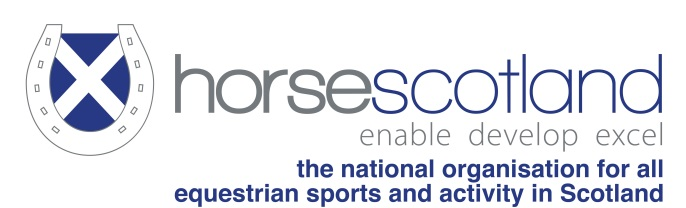 horsescotland
enable develop excel
the national organisation for all
equestrian sports and activity in Scotland